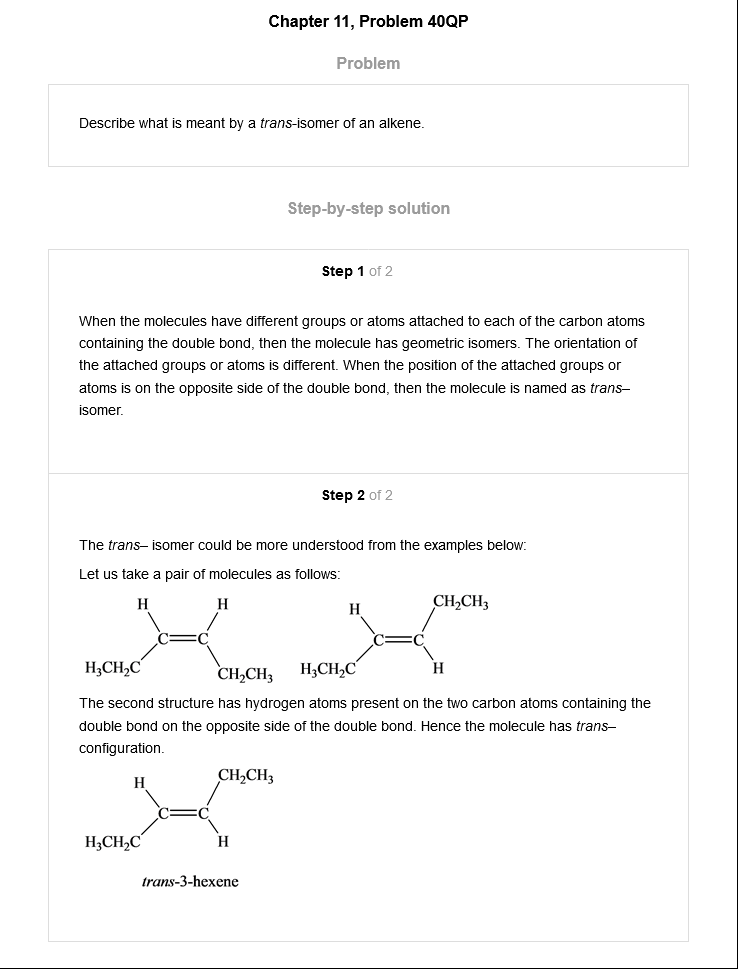 Chapter 11, Problem 40QP
Problem
Describe what is meant by a trans-isomer of an alkene.
Step-by-step solution
Step 1 of 2
When the molecules have different groups or atoms attached to each of the carbon atoms
containing the double bond, then the molecule has geometric isomers. The orientation of
the attached groups or atoms is different. When the position of the attached groups or
atoms is on the opposite side of the double bond, then the molecule is named as trans–
isomer.
Step 2 of 2
The trans– isomer could be more understood from the examples below:
Let us take a pair of molecules as follows:
H H H CH₂CH₃
C=C C=C
H₃CH₂C CH₂CH₃ H₃CH₂C H
The second structure has hydrogen atoms present on the two carbon atoms containing the
double bond on the opposite side of the double bond. Hence the molecule has trans–
configuration.
H CH₂CH₃
C=C
H₃CH₂C H
trans-3-hexene